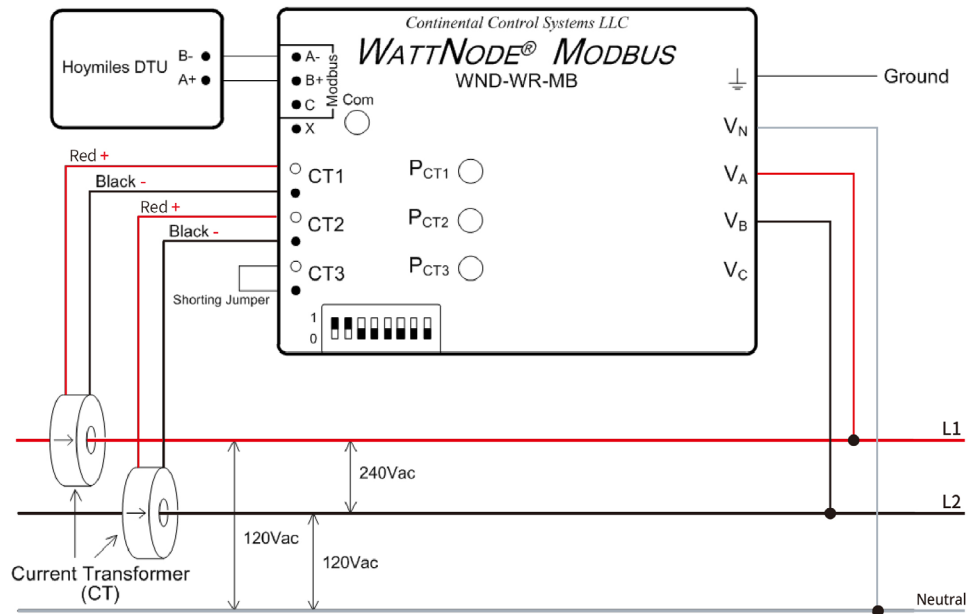 Continental Control Systems LLC
WATTNODE® MODBUS
WND-WR-MB
Hoymiles DTU
B-
A+
A-
B+
C
X
Modbus
Com
Ground
VN
VA
VB
VC
Red +
Black -
Red +
Black -
CT1
CT2
CT3
PCT1
PCT2
PCT3
Shorting Jumper
1
0
L1
240Vac
L2
120Vac
120Vac
Current Transformer
(CT)
Neutral